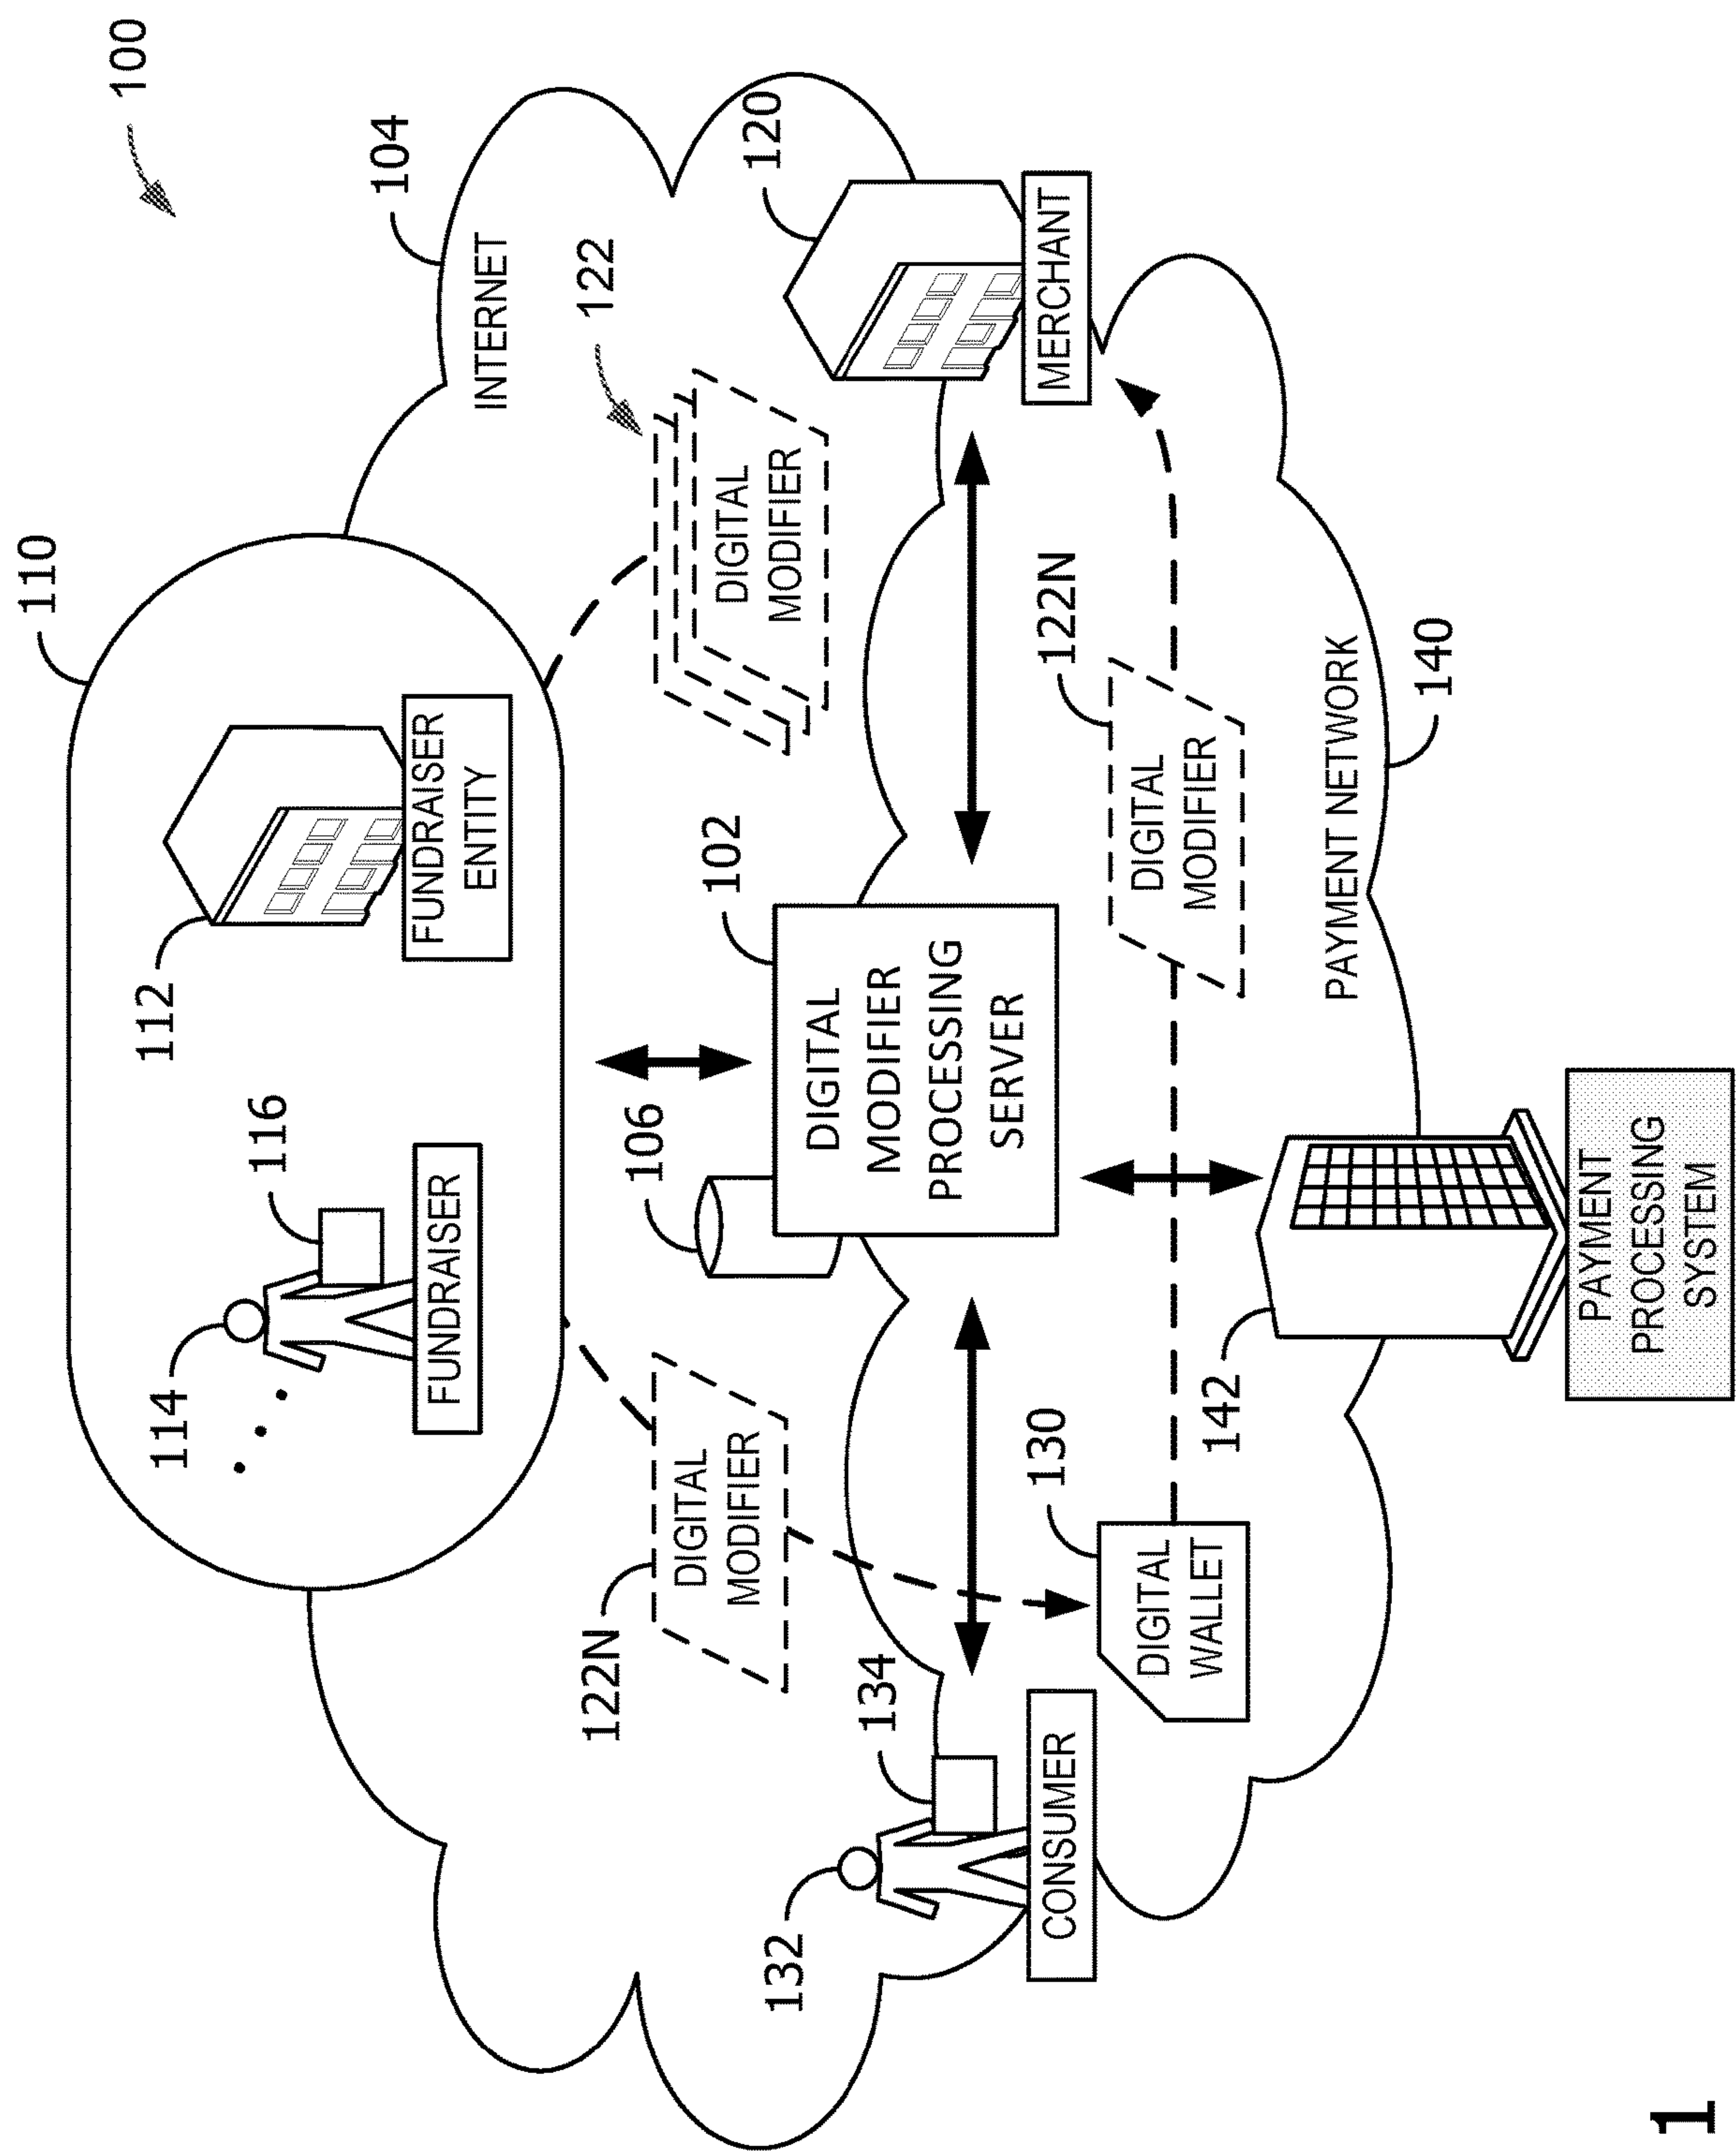 100
110
104
INTERNET
112
FUNDRAISER
ENTITY
114
116
FUNDRAISER
122
DIGITAL
MODIFIER
120
MERCHANT
106
102
DIGITAL
MODIFIER
PROCESSING
SERVER
122N
DIGITAL
MODIFIER
132
134
CONSUMER
130
DIGITAL
WALLET
122N
DIGITAL
MODIFIER
PAYMENT NETWORK
140
142
PAYMENT
PROCESSING
SYSTEM
1